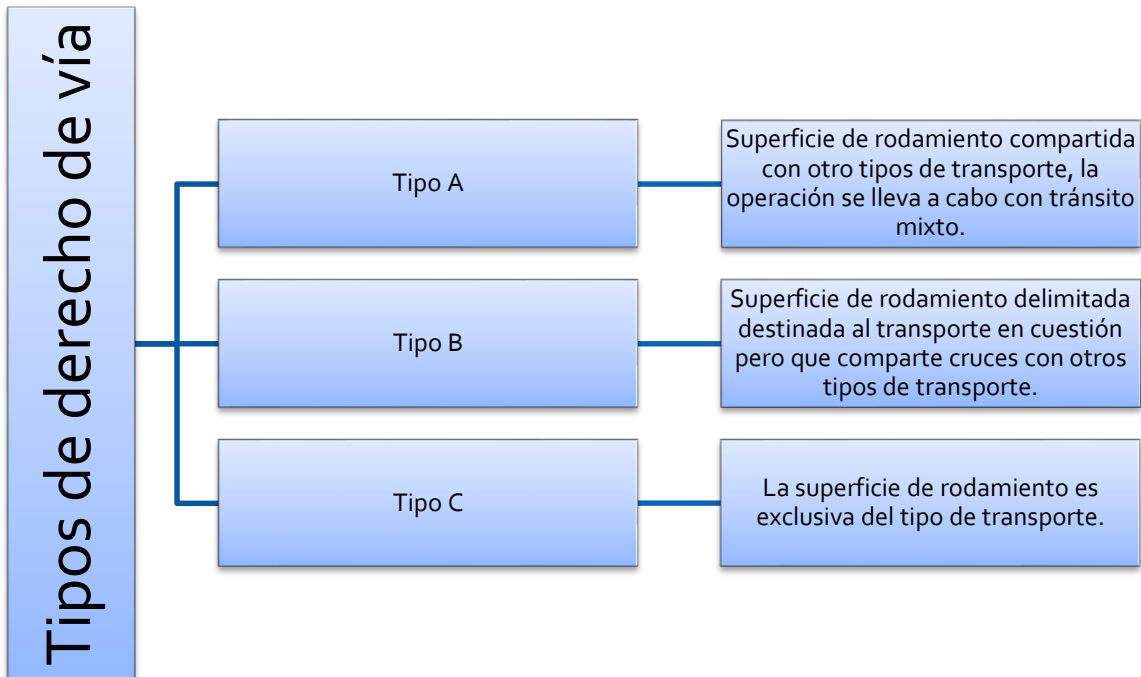 Tipos de derecho de vía
Tipo A
Superficie de rodamiento compartida
con otro tipos de transporte, la
operación se lleva a cabo con tránsito
mixto.
Tipo B
Superficie de rodamiento delimitada
destinada al transporte en cuestión
pero que comparte cruces con otros
tipos de transporte.
Tipo C
La superficie de rodamiento es
exclusiva del tipo de transporte.